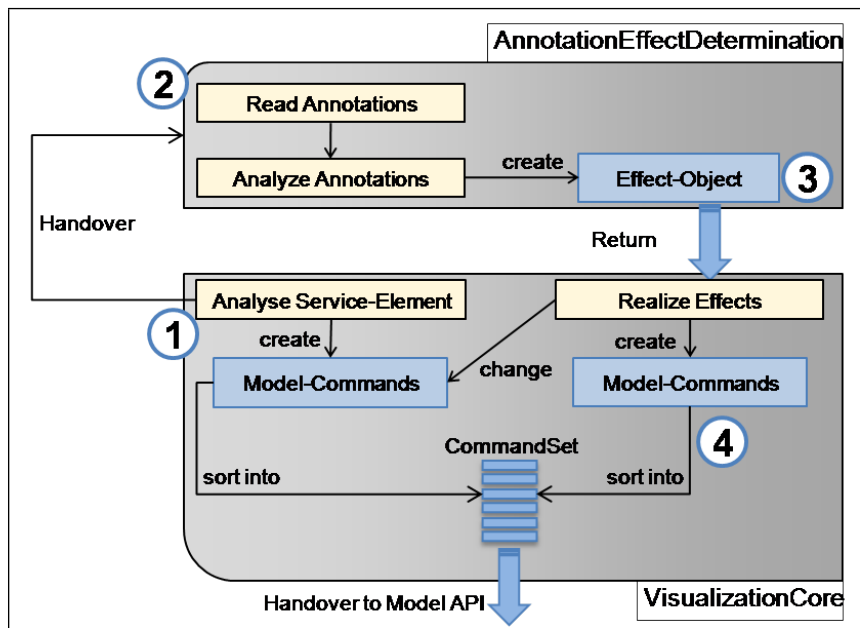 AnnotationEffectDetermination
2
Read Annotations
Analyze Annotations
create
Effect-Object
3
Handover
Return
Analyse Service-Element
Realize Effects
1
create
create
Model-Commands
change
Model-Commands
4
CommandSet
sort into
sort into
Handover to Model API
VisualizationCore